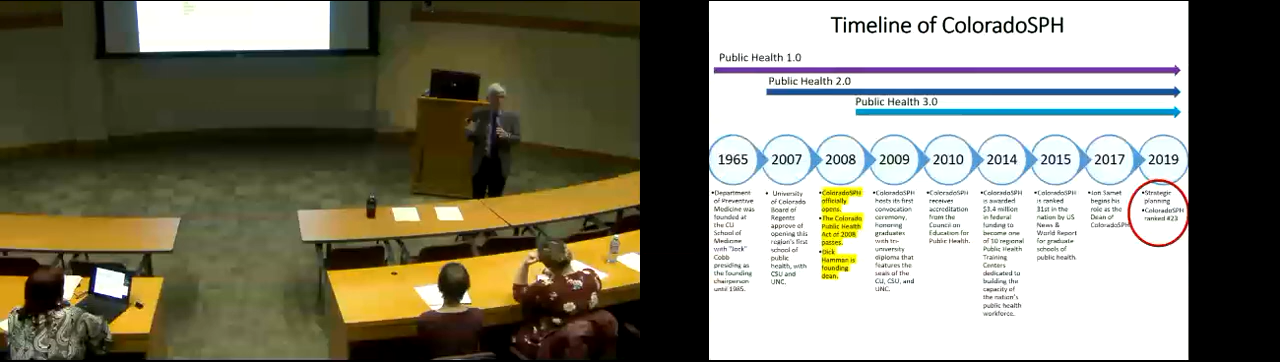 Timeline of ColoradoSPH
Public Health 1.0
Public Health 2.0
Public Health 3.0
1965
2007
2008
2009
2010
2014
2015
2017
2019
•Department
of Preventive
Medicine was
founded at
the CU
School of
Medicine
with "Jock"
Cobb
presiding as
the founding
chairperson
until 1985.
• University
of Colorado
Board of
Regents
approve of
opening this
region's first
school of
public
health, with
CSU and
UNC.
•ColoradoSPH
officially
opens.
•The Colorado
Public Health
Act of 2008
passes.
•Dick
Hamman is
founding
dean.
•ColoradoSPH
hosts its first
convocation
ceremony,
honoring
graduates
with tri-
university
diploma that
features the
seals of the
CU, CSU, and
UNC.
•ColoradoSPH
receives
accreditation
from the
Council on
Education for
Public Health.
•ColoradoSPH
is awarded
$3.4 million
in federal
funding to
become one
of 10 regional
Public Health
Training
Centers
dedicated to
building the
capacity of
the nation's
public health
workforce.
•ColoradoSPH
is ranked
31st in the
nation by US
News &
World Report
for graduate
schools of
public health.
•Jon Samet
begins his
role as the
Dean of
ColoradoSPH
•Strategic
planning
•ColoradoSPH
ranked #23